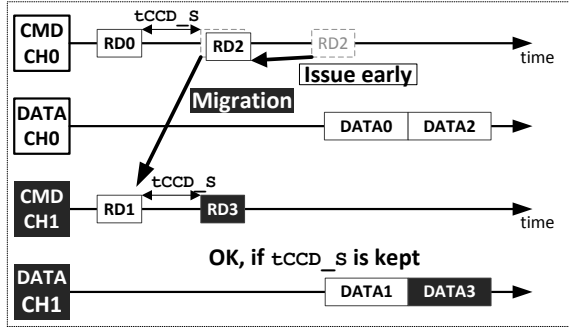 tCCD_S
CMD
CH0
RD0
RD2
RD2
time
Issue early
Migration
DATA
CH0
DATA0
DATA2
tCCD_S
CMD
CH1
RD1
RD3
time
OK, if tCCD_S is kept
DATA
CH1
DATA1
DATA3